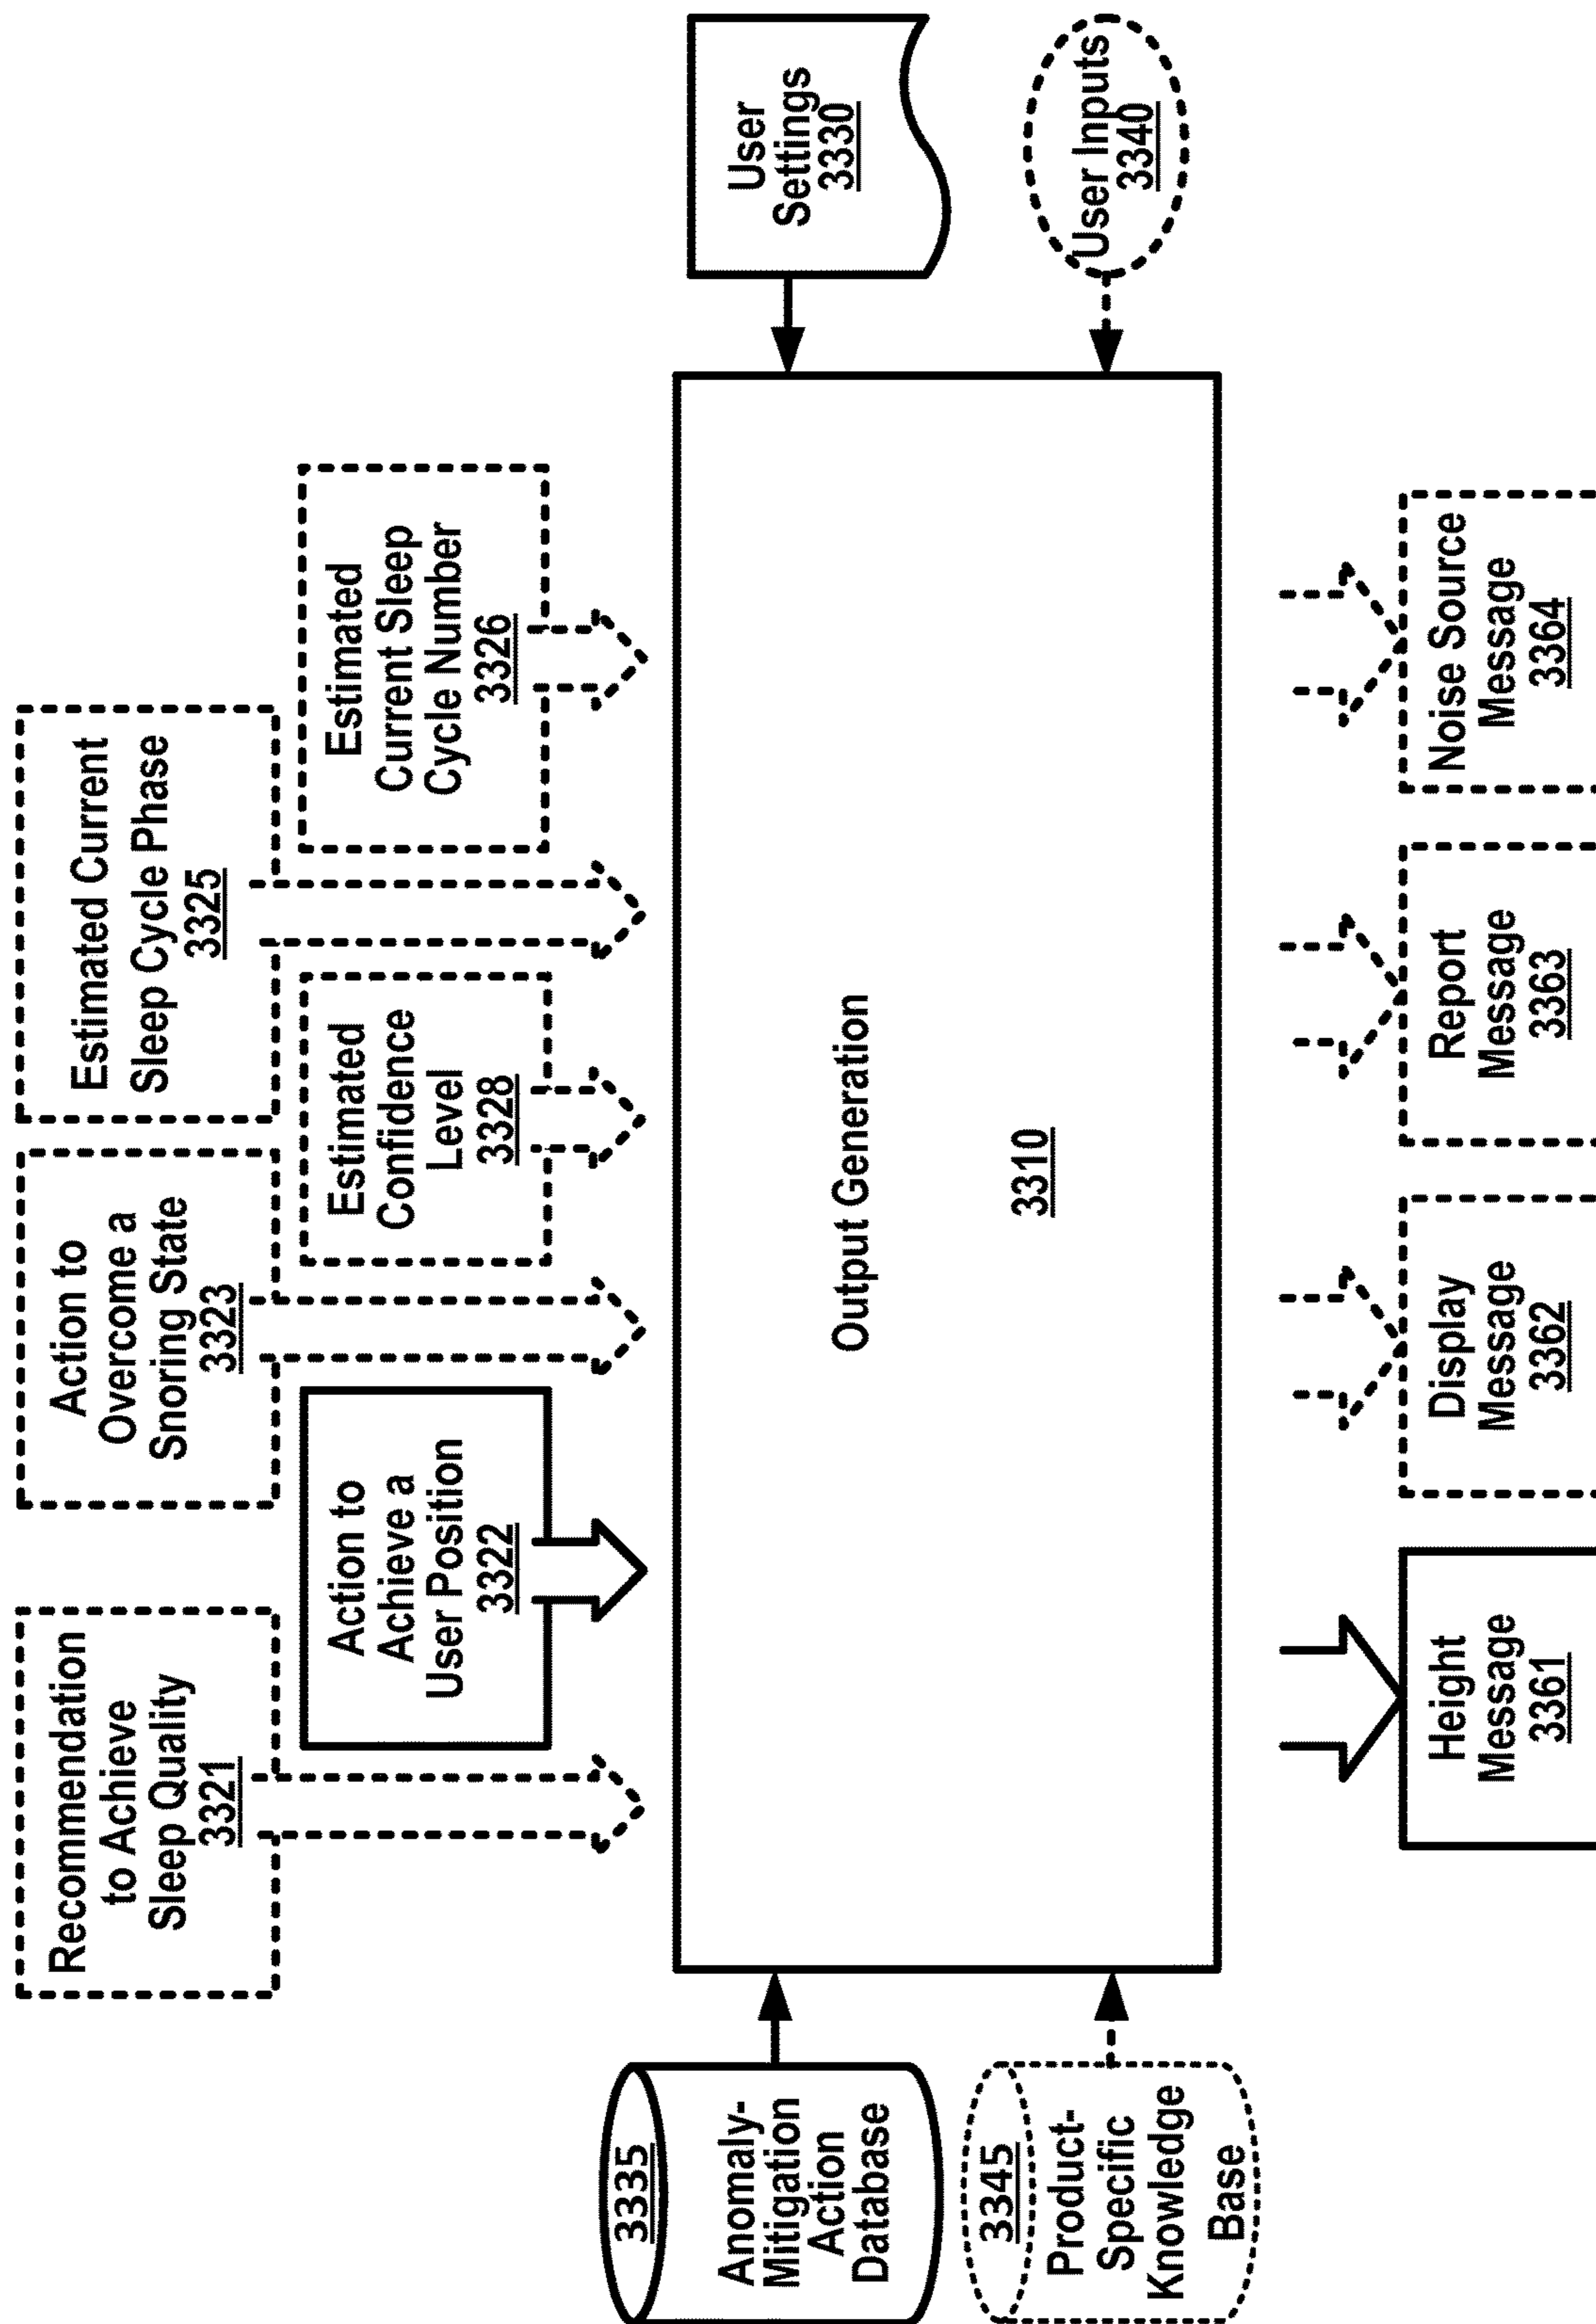 Recommendation
to Achieve
Sleep Quality
3321
Action to
Overcome a
Snoring State
3323
Estimated Current
Sleep Cycle Phase
3325
Action to
Achieve a
User Position
3322
Estimated
Confidence
Level
3328
Estimated
Current Sleep
Cycle Number
3326
3335
Anomaly-
Mitigation
Action
Database
3345
Product-
Specific
Knowledge
Base
Output Generation
3310
User
Settings
3330
User Inputs
3340
Height
Message
3361
Display
Message
3362
Report
Message
3363
Noise Source
Message
3364